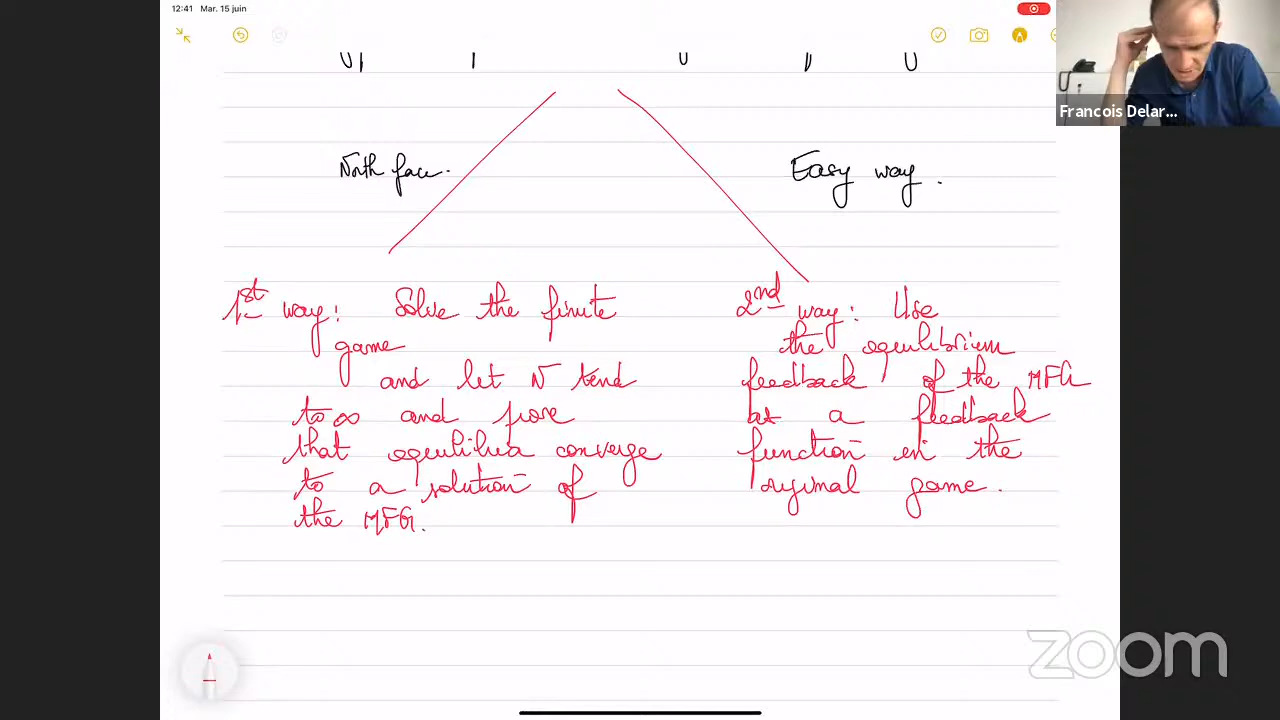 12:41 Mar. 15 juin
Francois Delar...
North face.
Easy way.
1st way: Solve the finite
game
and let N tend
to ∞ and prove
that equilibria converge
to a solution of
the MFG.
2nd way: Use
the equilibrium
feedback of the MFG
as a feedback
function in the
original game.
zoom